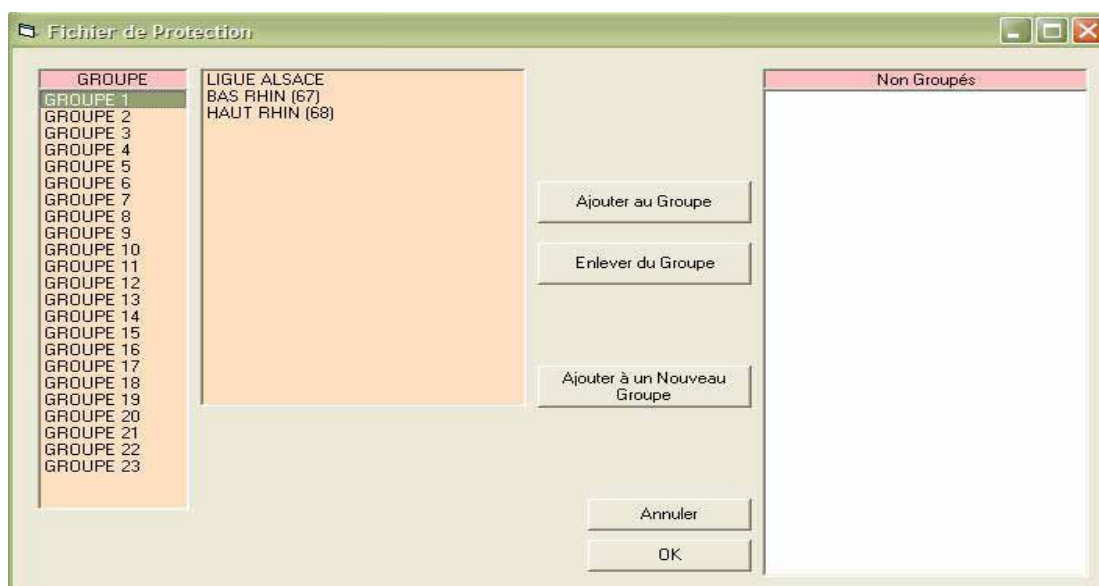 Fichier de Protection
GROUPE
GROUPE 1
GROUPE 2
GROUPE 3
GROUPE 4
GROUPE 5
GROUPE 6
GROUPE 7
GROUPE 8
GROUPE 9
GROUPE 10
GROUPE 11
GROUPE 12
GROUPE 13
GROUPE 14
GROUPE 15
GROUPE 16
GROUPE 17
GROUPE 18
GROUPE 19
GROUPE 20
GROUPE 21
GROUPE 22
GROUPE 23
LIGUE ALSACE
BAS RHIN (67)
HAUT RHIN (68)
Ajouter au Groupe
Enlever du Groupe
Ajouter à un Nouveau
Groupe
Annuler
OK
Non Groupés